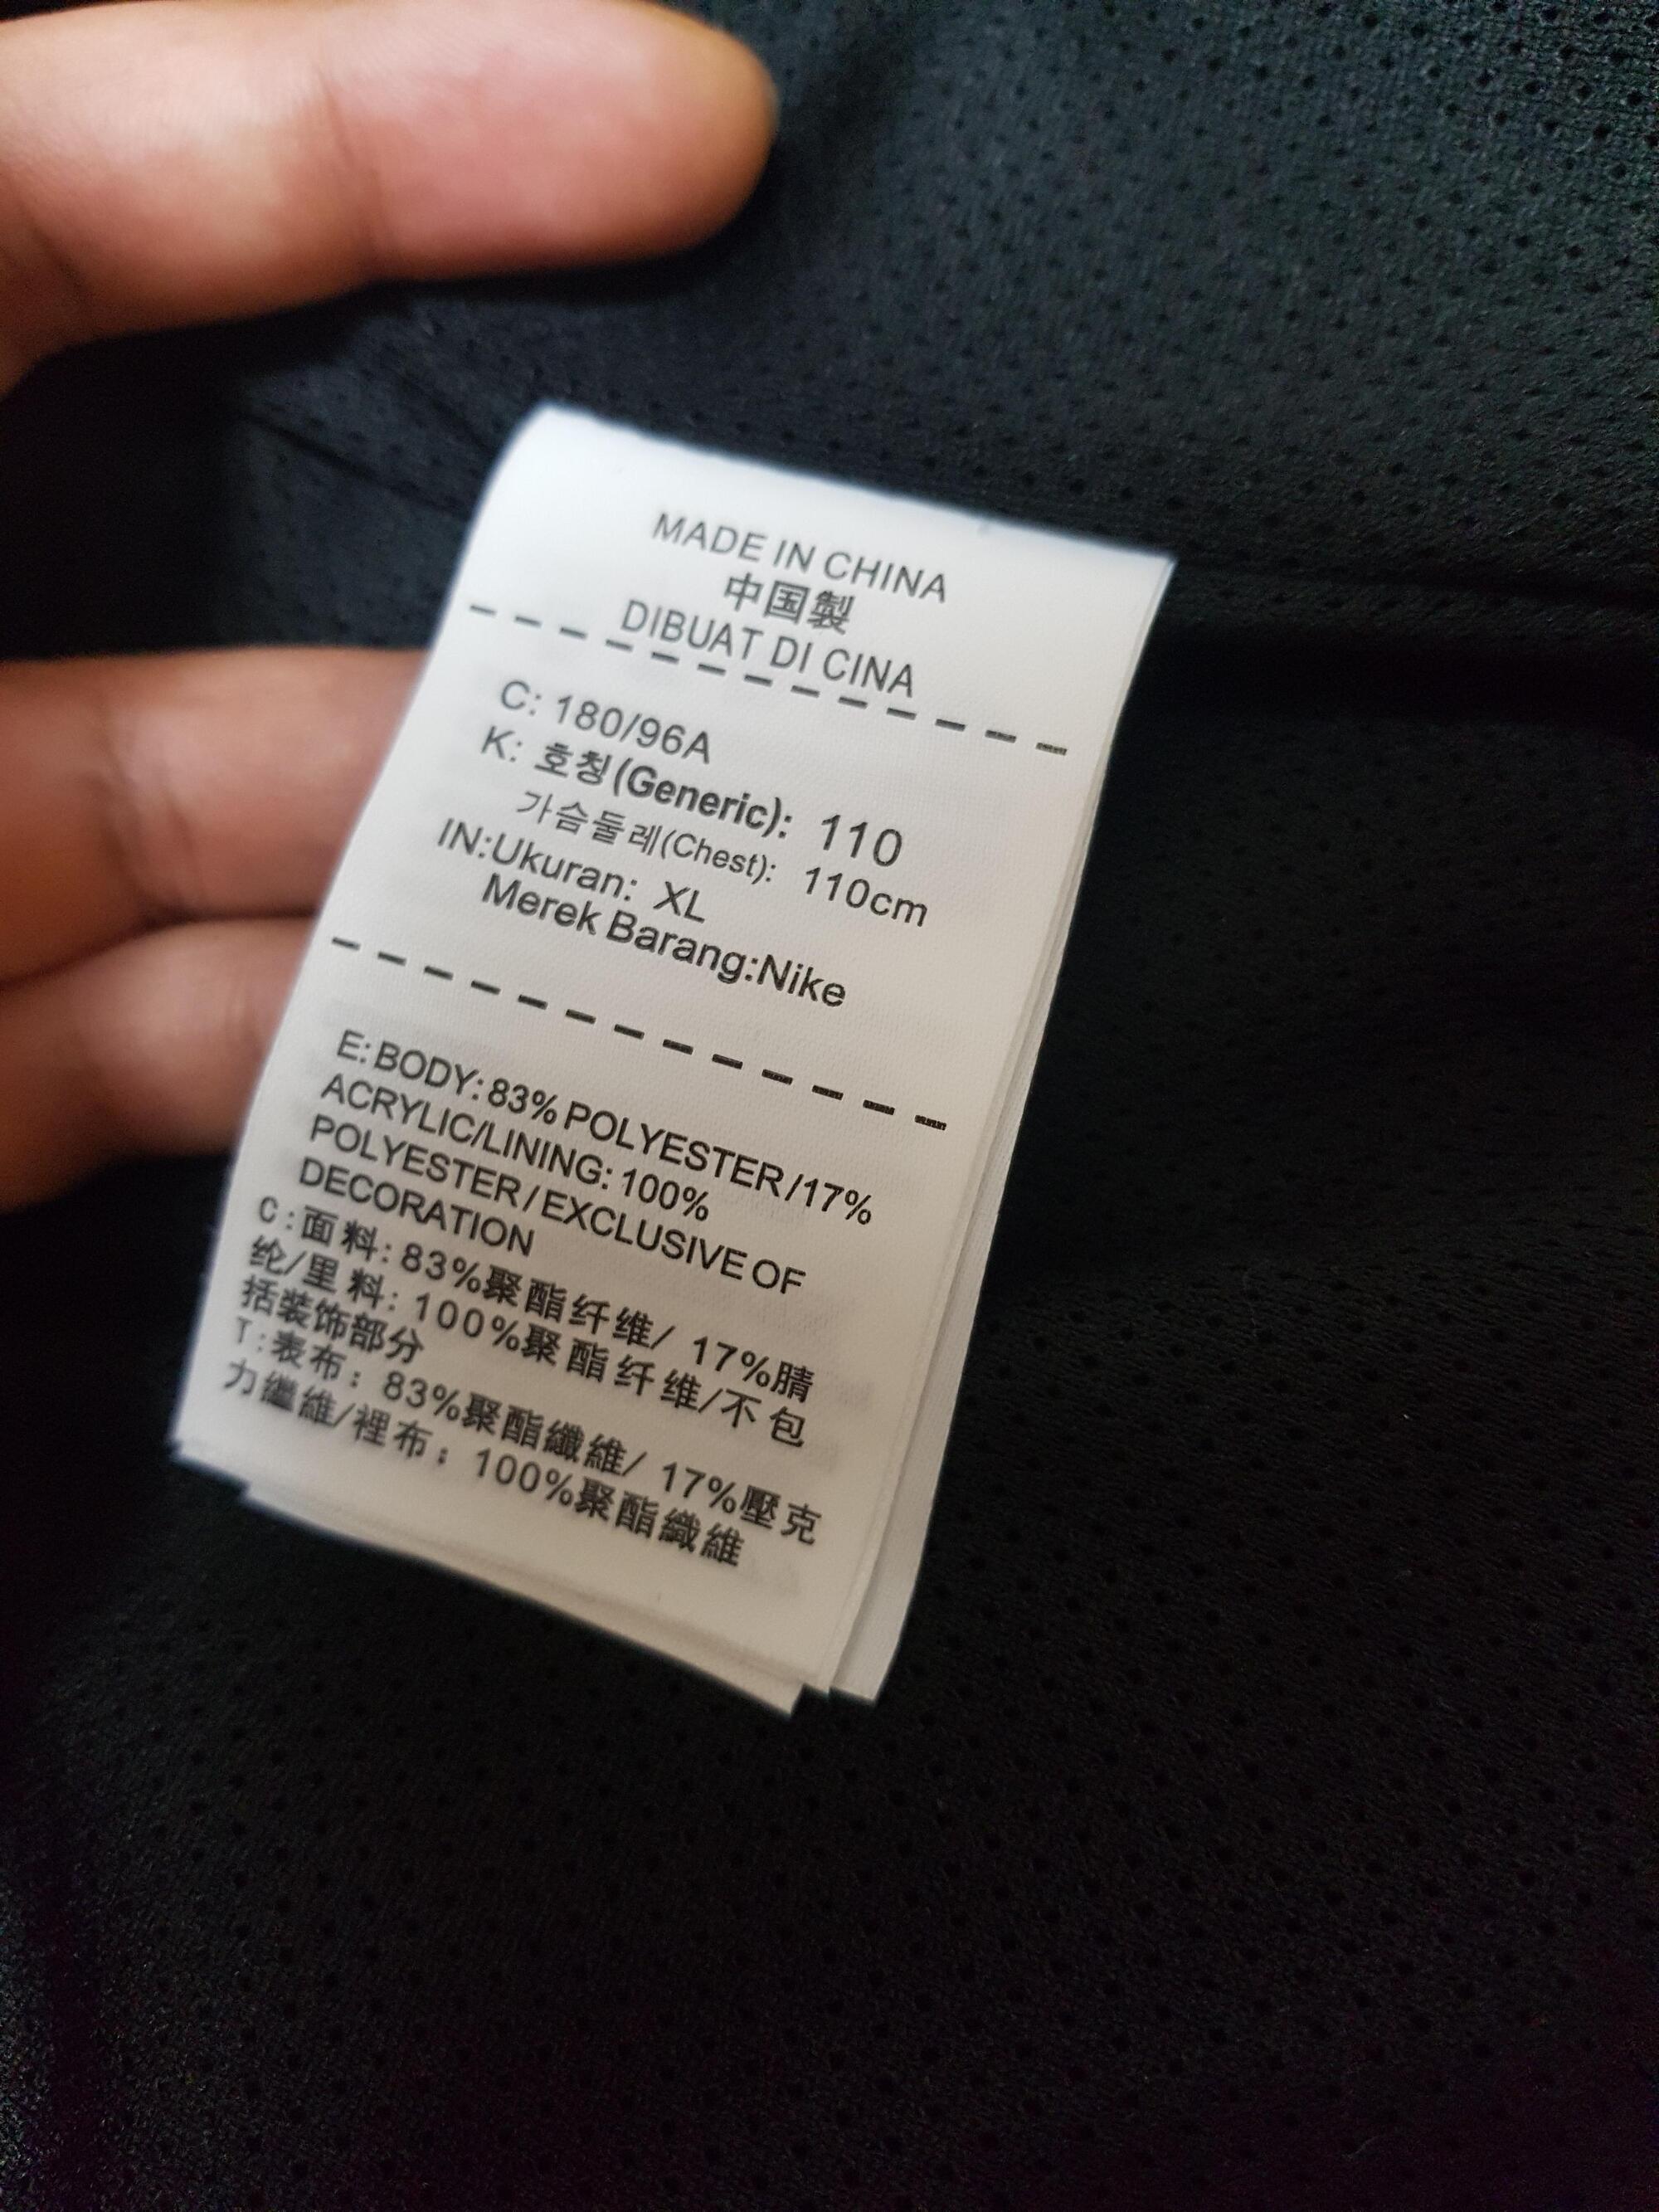 MADE IN CHINA
中国製
DIBUAT DI CINA
C: 180/96A
K: 호칭(Generic): 110
가슴둘레(Chest): 110cm
IN:Ukuran: XL
Merek Barang:Nike
E: BODY: 83% POLYESTER/17%
ACRYLIC/LINING: 100%
POLYESTER/EXCLUSIVE OF
DECORATION
C:面料: 83%聚酯纤维/ 17%腈
纶/里料: 100%聚酯纤维/不包
括装饰部分
T:表布: 83%聚酯纖維/ 17%壓克
力繼維/裡布: 100%聚酯織維